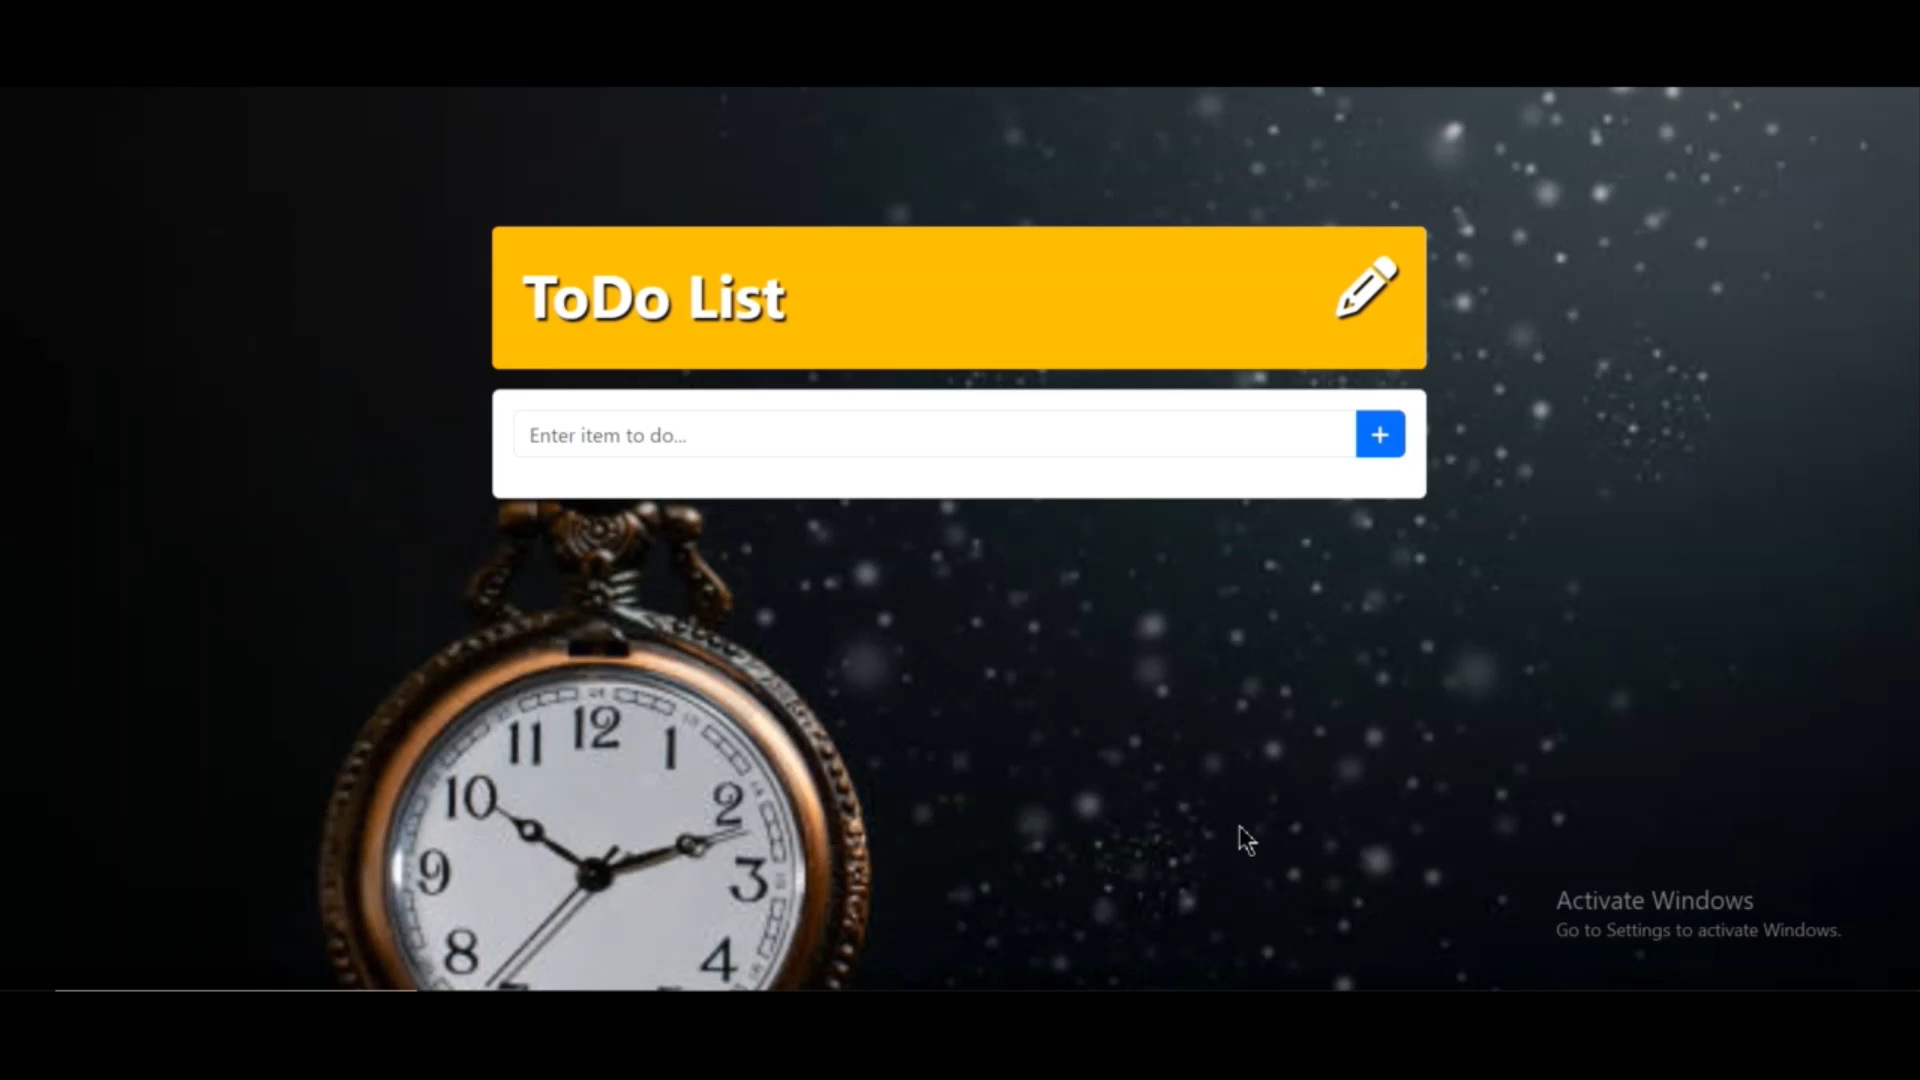 ToDo List
Enter item to do...
+
12
11
1
10
2
9
3
8
4
Activate Windows
Go to Settings to activate Windows.